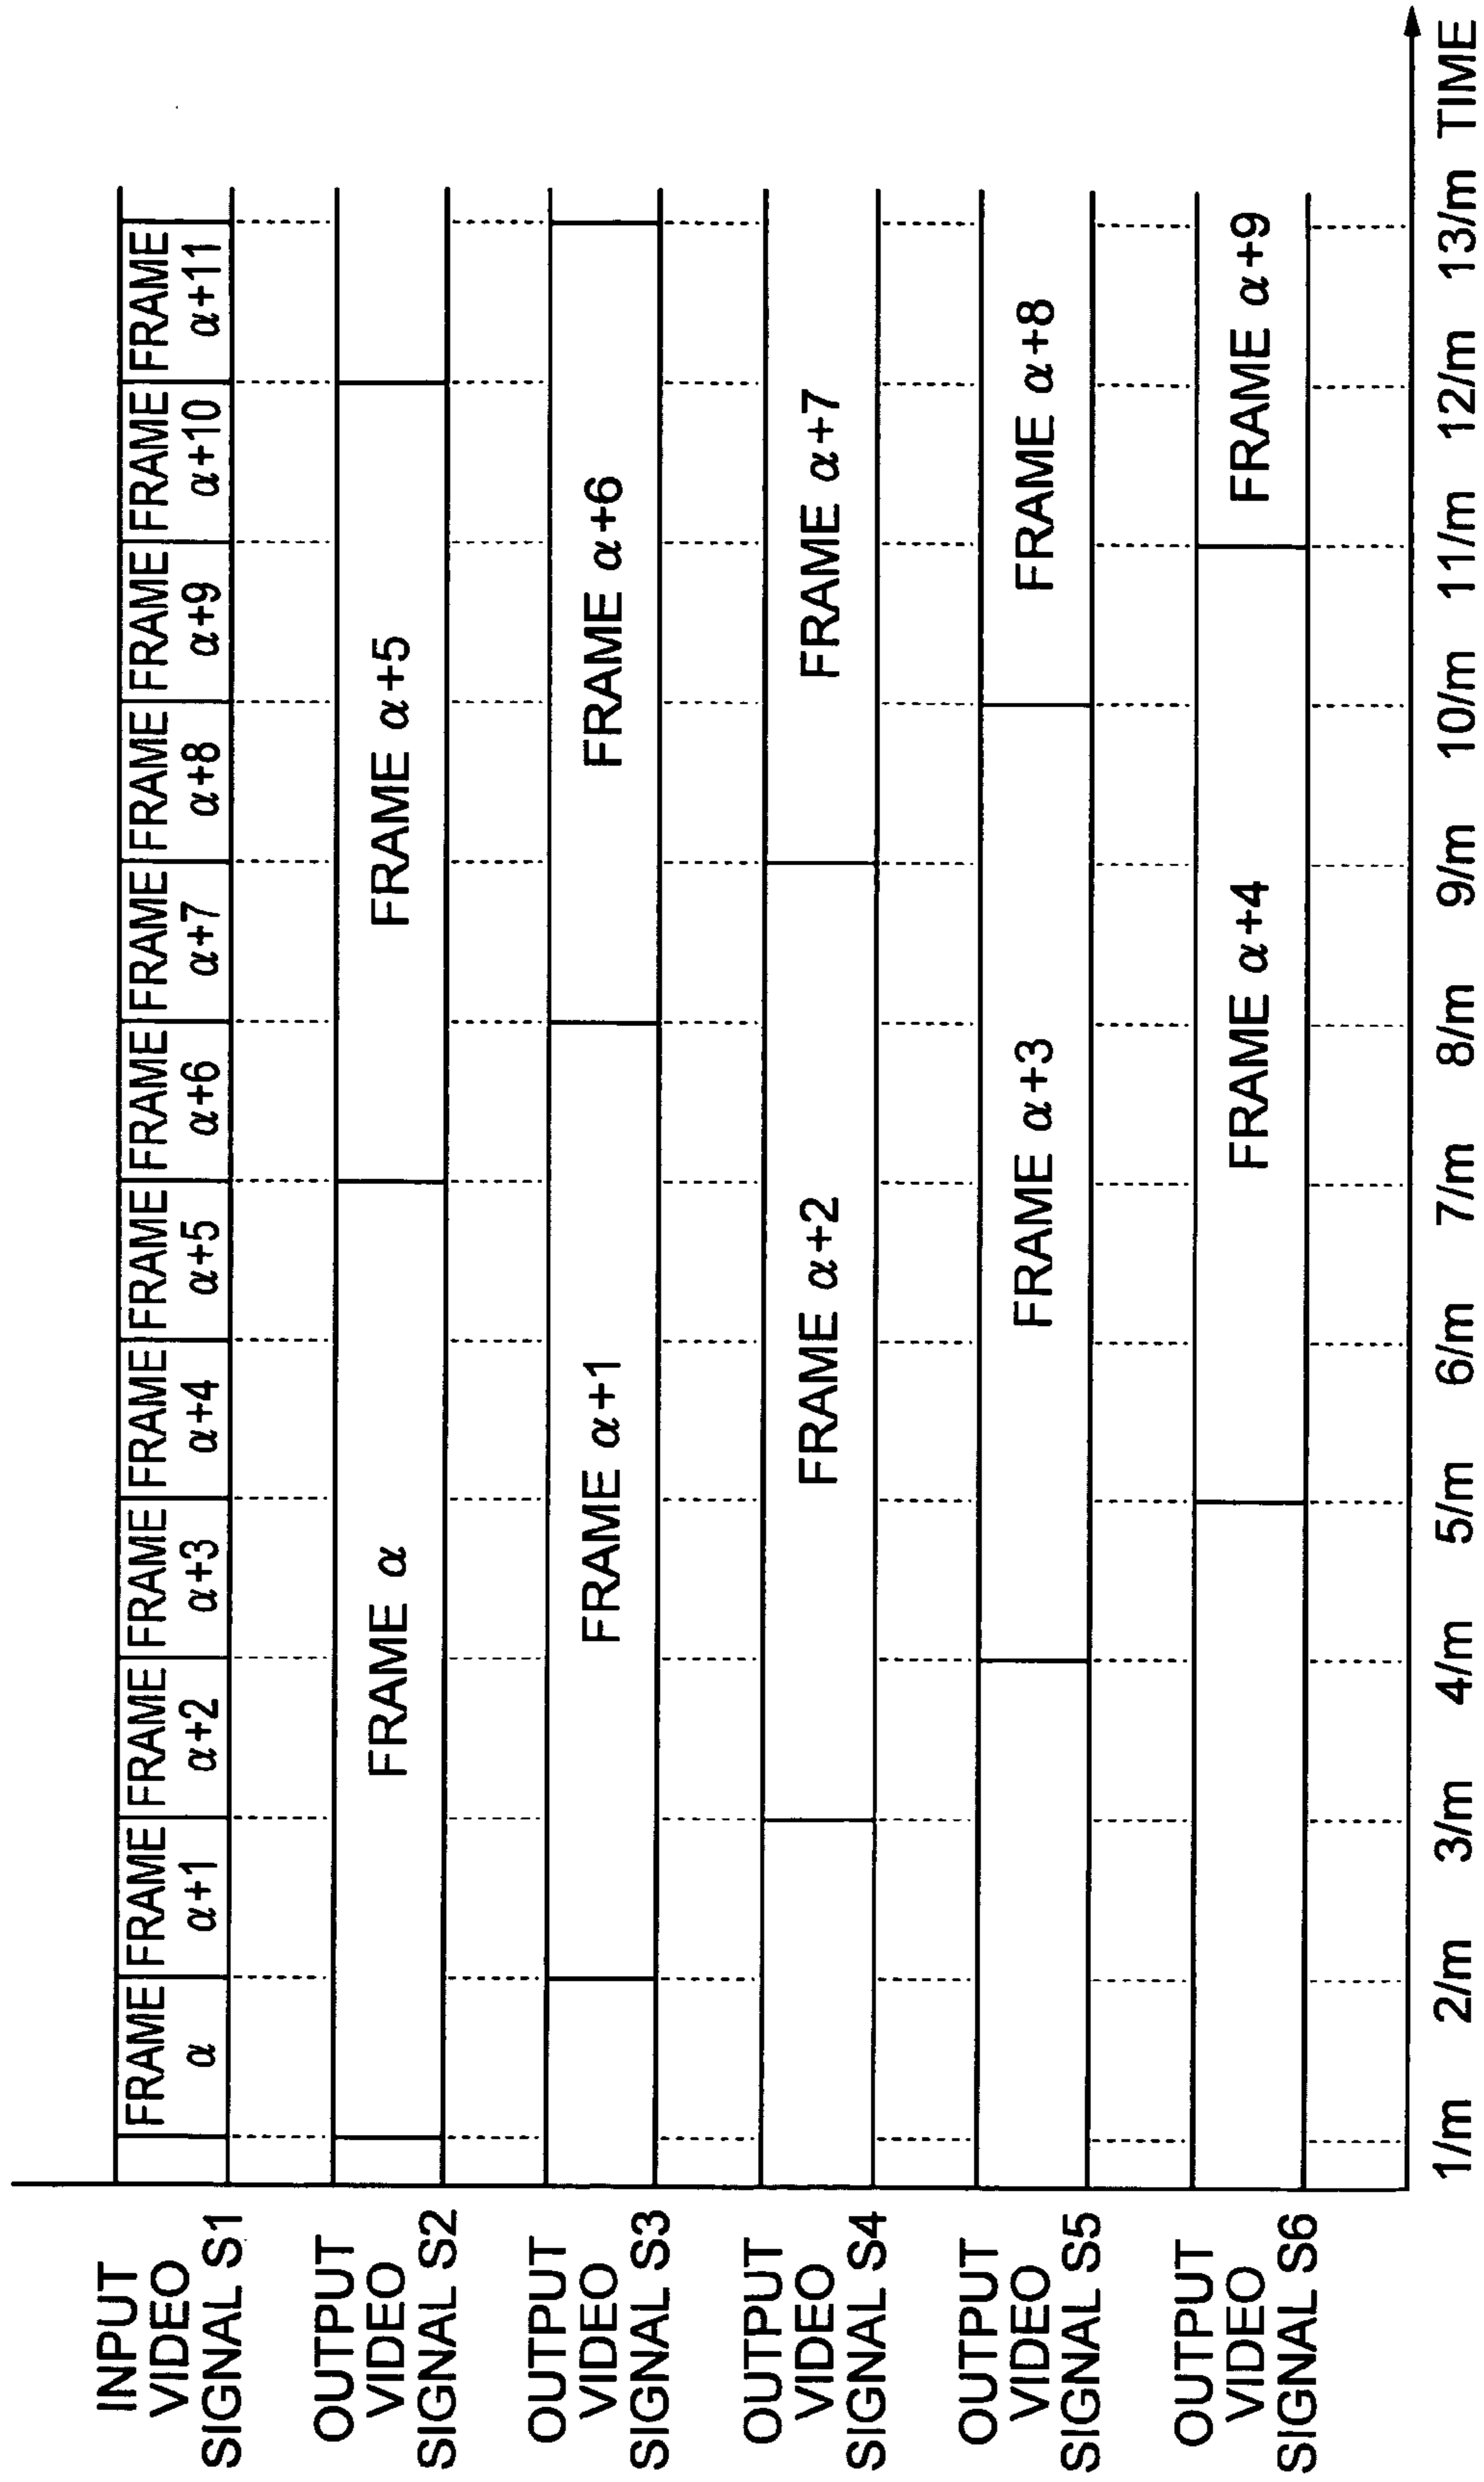 INPUT
VIDEO
SIGNAL S1
FRAME α
FRAME α+1
FRAME α+2
FRAME α+3
FRAME α+4
FRAME α+5
FRAME α+6
FRAME α+7
FRAME α+8
FRAME α+9
FRAME α+10
FRAME α+11
OUTPUT
VIDEO
SIGNAL S2
FRAME α
FRAME α+5
OUTPUT
VIDEO
SIGNAL S3
FRAME α+1
FRAME α+6
OUTPUT
VIDEO
SIGNAL S4
FRAME α+2
FRAME α+7
OUTPUT
VIDEO
SIGNAL S5
FRAME α+3
FRAME α+8
OUTPUT
VIDEO
SIGNAL S6
FRAME α+4
FRAME α+9
1/m 2/m 3/m 4/m 5/m 6/m 7/m 8/m 9/m 10/m 11/m 12/m 13/m TIME